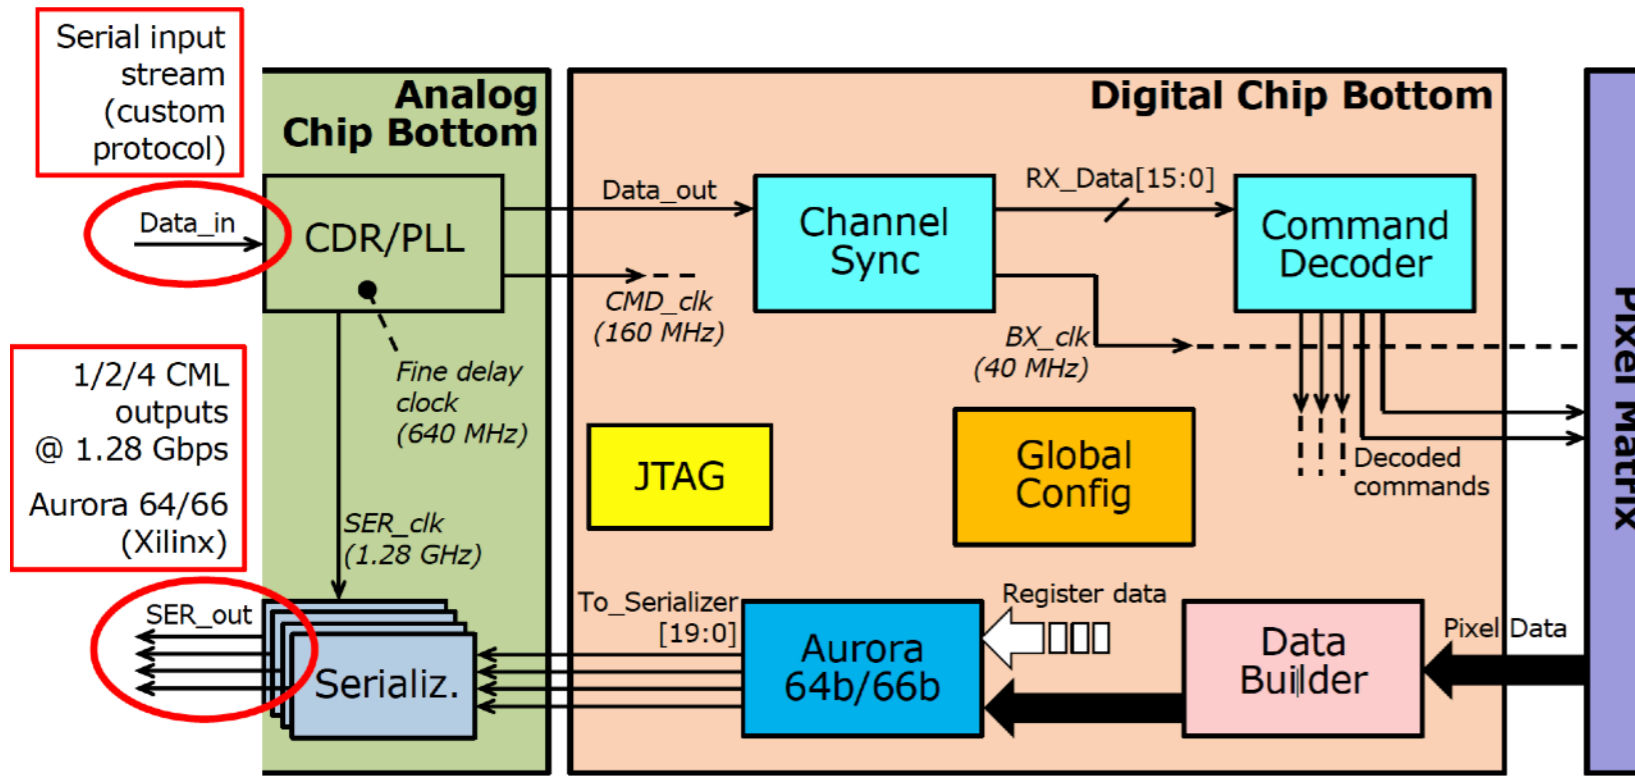 Serial input
stream
(custom
protocol)
Analog
Chip Bottom
Digital Chip Bottom
Data_in
CDR/PLL
Data_out
Channel
Sync
RX_Data[15:0]
Command
Decoder
CMD_clk
(160 MHz)
BX_clk
(40 MHz)
Pixel Matrix
1/2/4 CML
outputs
@ 1.28 Gbps
Aurora 64/66
(Xilinx)
Fine delay
clock
(640 MHz)
JTAG
Global
Config
Decoded
commands
SER_clk
(1.28 GHz)
SER_out
Serializ.
To_Serializer
[19:0]
Aurora
64b/66b
Register data
Data
Builder
Pixel Data